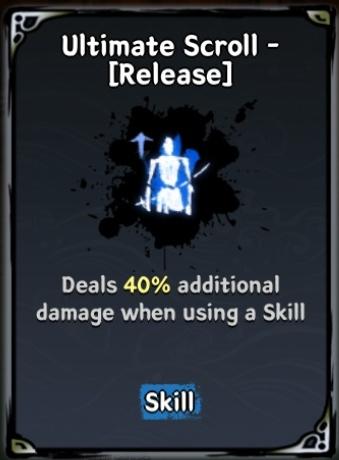 Ultimate Scroll -
[Release]
Deals 40% additional
damage when using a Skill
Skill